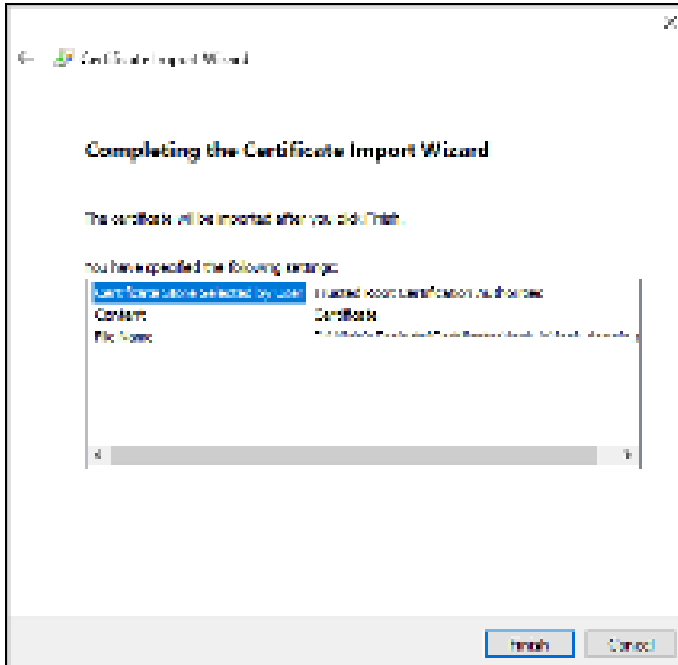 Certificate Import Wizard
Completing the Certificate Import Wizard
The certificate will be imported after you click Finish.
You have specified the following settings:
Certificate Store Selected by User Trusted Root Certification Authorities
Content Certificate
File Name
Finish Cancel